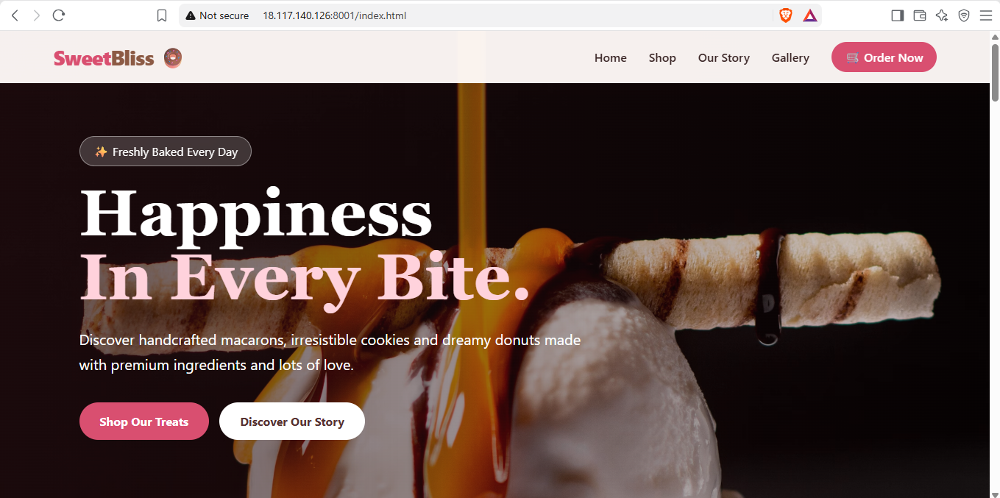 Not secure 18.117.140.126:8001/index.html
SweetBliss Home Shop Our Story Gallery Order Now
Freshly Baked Every Day
Happiness
In Every Bite.
Discover handcrafted macarons, irresistible cookies and dreamy donuts made
with premium ingredients and lots of love.
Shop Our Treats Discover Our Story